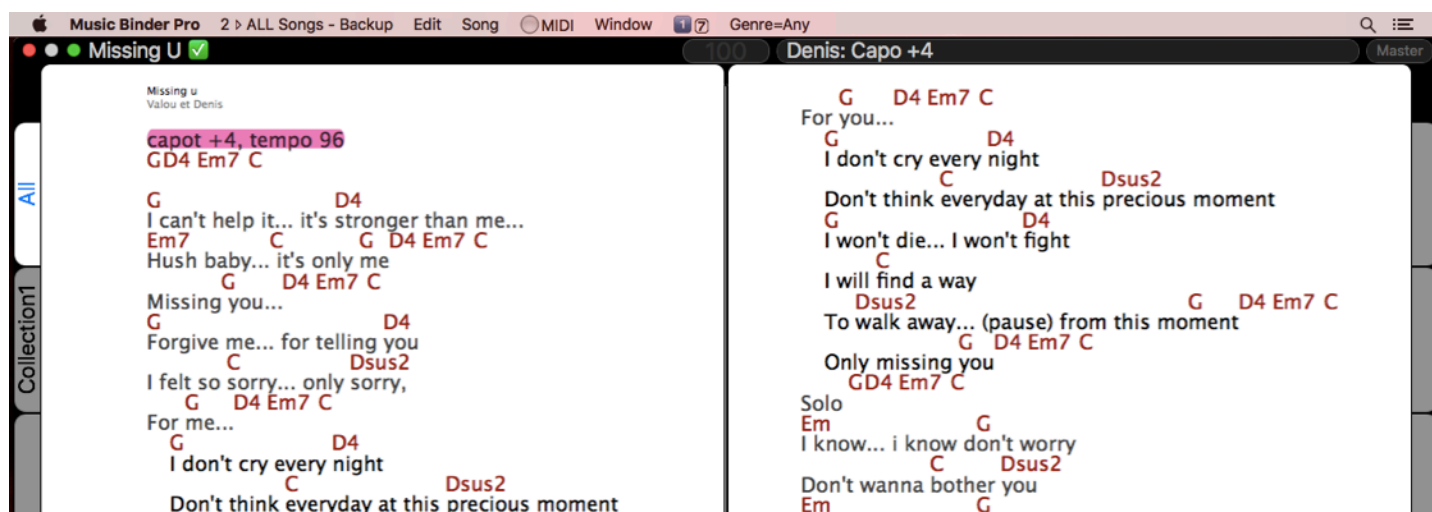 Music Binder Pro 2 ▹ ALL Songs - Backup Edit Song MIDI Window 1 7 Genre=Any
Missing U ✅ 100 Denis: Capo +4 Master
All
Collection1
Missing u
Valou et Denis
capot +4, tempo 96
GD4 Em7 C
G D4
I can't help it... it's stronger than me...
Em7 C G D4 Em7 C
Hush baby... it's only me
G D4 Em7 C
Missing you...
G D4
Forgive me... for telling you
C Dsus2
I felt so sorry... only sorry,
G D4 Em7 C
For me...
G D4
I don't cry every night
C Dsus2
Don't think everyday at this precious moment
G D4 Em7 C
For you...
G D4
I don't cry every night
C Dsus2
Don't think everyday at this precious moment
G D4
I won't die... I won't fight
C
I will find a way
Dsus2 G D4 Em7 C
To walk away... (pause) from this moment
G D4 Em7 C
Only missing you
GD4 Em7 C
Solo
Em G
I know... i know don't worry
C Dsus2
Don't wanna bother you
Em G